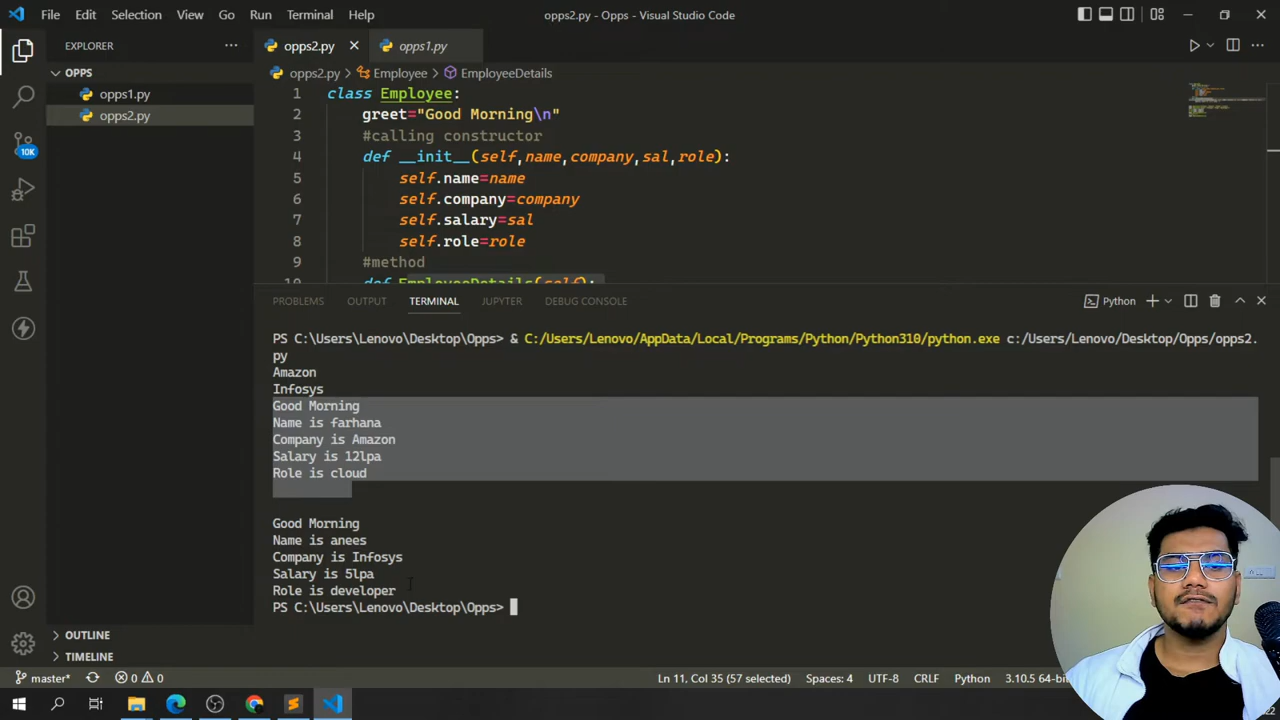 File Edit Selection View Go Run Terminal Help opps2.py - Opps - Visual Studio Code
EXPLORER
opps2.py opps1.py
OPPS
opps2.py > Employee > EmployeeDetails
opps1.py
opps2.py
10K
1 class Employee:
2 greet="Good Morning\n"
3 #calling constructor
4 def __init__(self,name,company,sal,role):
5 self.name=name
6 self.company=company
7 self.salary=sal
8 self.role=role
9 #method
10 def EmployeeDetails(self):
PROBLEMS OUTPUT TERMINAL JUPYTER DEBUG CONSOLE
Python
PS C:\Users\Lenovo\Desktop\Opps> & C:/Users/Lenovo/AppData/Local/Programs/Python/Python310/python.exe c:/Users/Lenovo/Desktop/Opps/opps2.
py
Amazon
Infosys
Good Morning
Name is farhana
Company is Amazon
Salary is 12lpa
Role is cloud
Good Morning
Name is anees
Company is Infosys
Salary is 5lpa
Role is developer
PS C:\Users\Lenovo\Desktop\Opps>
OUTLINE
TIMELINE
master* 0 0 Ln 11, Col 35 (57 selected) Spaces: 4 UTF-8 CRLF Python 3.10.5 64-bit